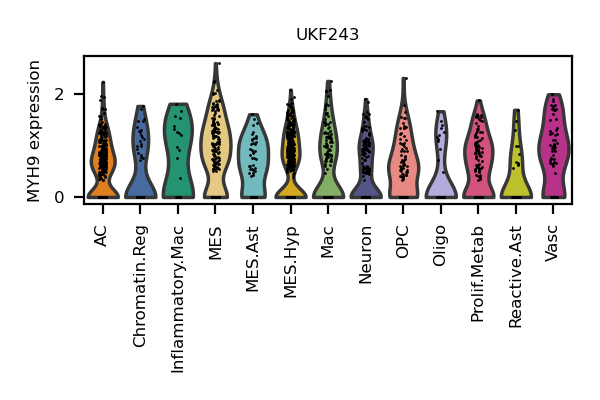 UKF243
MYH9 expression
2
0
AC
Chromatin.Reg
Inflammatory.Mac
MES
MES.Ast
MES.Hyp
Mac
Neuron
OPC
Oligo
Prolif.Metab
Reactive.Ast
Vasc